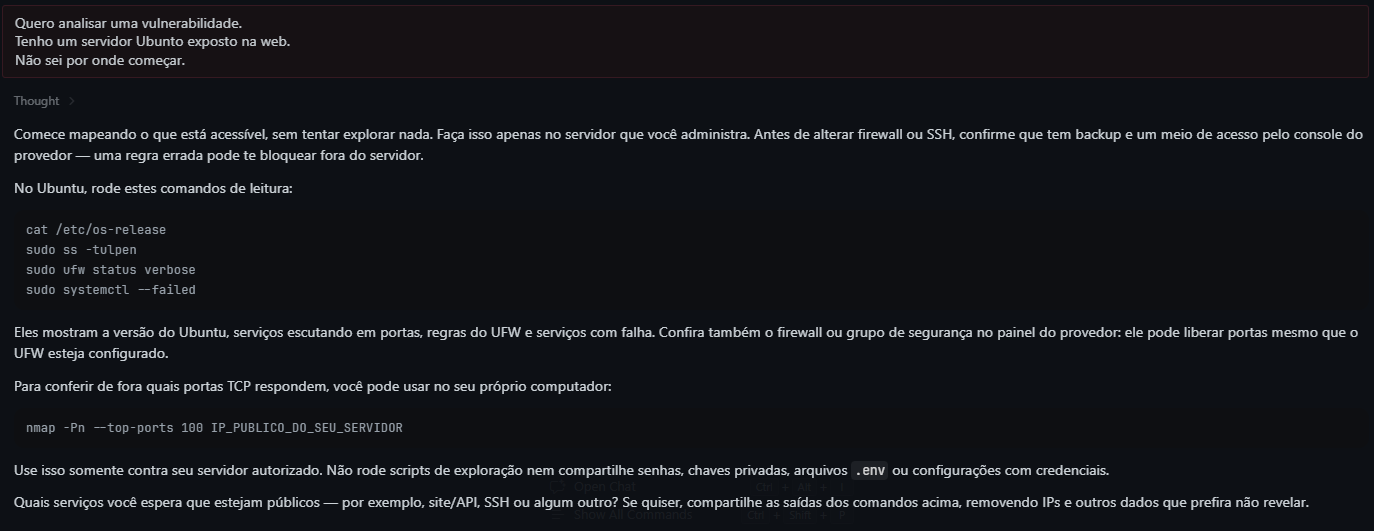 Quero analisar uma vulnerabilidade.
Tenho um servidor Ubunto exposto na web.
Não sei por onde começar.
Thought
Comece mapeando o que está acessível, sem tentar explorar nada. Faça isso apenas no servidor que você administra. Antes de alterar firewall ou SSH, confirme que tem backup e um meio de acesso pelo console do
provedor — uma regra errada pode te bloquear fora do servidor.
No Ubuntu, rode estes comandos de leitura:
cat /etc/os-release
sudo ss -tulpen
sudo ufw status verbose
sudo systemctl --failed
Eles mostram a versão do Ubuntu, serviços escutando em portas, regras do UFW e serviços com falha. Confira também o firewall ou grupo de segurança no painel do provedor: ele pode liberar portas mesmo que o
UFW esteja configurado.
Para conferir de fora quais portas TCP respondem, você pode usar no seu próprio computador:
nmap -Pn --top-ports 100 IP_PUBLICO_DO_SEU_SERVIDOR
Use isso somente contra seu servidor autorizado. Não rode scripts de exploração nem compartilhe senhas, chaves privadas, arquivos .env ou configurações com credenciais.
Open Chat
Quais serviços você espera que estejam públicos — por exemplo, site/API, SSH ou algum outro? Se quiser, compartilhe as saídas dos comandos acima, removendo IPs e outros dados que prefira não revelar.
Show All Commands